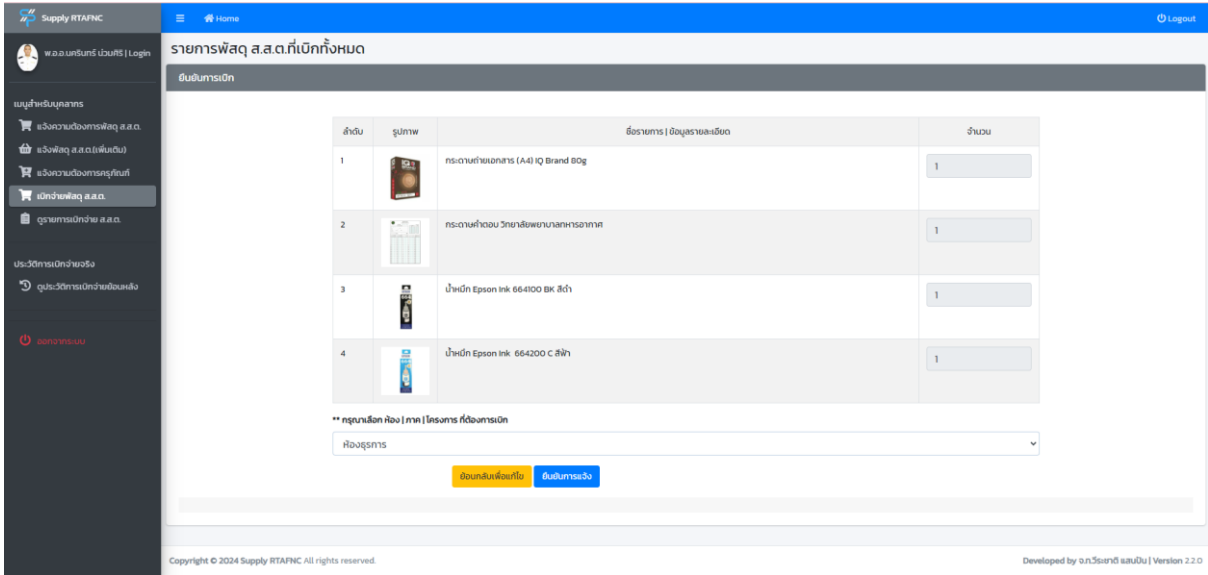 Supply RTAFNC
Home
Logout
พ.อ.อ.นครินทร์ น่วมศิริ | Login
รายการพัสดุ ส.ส.ต.ที่เบิกทั้งหมด
ยืนยันการเบิก
เมนูสำหรับบุคลากร
แจ้งความต้องการพัสดุ ส.ส.ต.
แจ้งพัสดุ ส.ส.ต.(เพิ่มเติม)
แจ้งความต้องการครุภัณฑ์
เบิกจ่ายพัสดุ ส.ส.ต.
ดูรายการเบิกจ่าย ส.ส.ต.
ประวัติการเบิกจ่ายจริง
ดูประวัติการเบิกจ่ายย้อนหลัง
ออกจากระบบ
ลำดับ รูปภาพ ชื่อรายการ | ข้อมูลรายละเอียด จำนวน
1 กระดาษถ่ายเอกสาร (A4) IQ Brand 80g 1
2 กระดาษคำตอบ วิทยาลัยพยาบาลทหารอากาศ 1
3 น้ำหมึก Epson Ink 664100 BK สีดำ 1
4 น้ำหมึก Epson Ink 664200 C สีฟ้า 1
** กรุณาเลือก ห้อง | ภาค | โครงการ ที่ต้องการเบิก
ห้องธุรการ
ย้อนกลับเพื่อแก้ไข ยืนยันการแจ้ง
Copyright © 2024 Supply RTAFNC All rights reserved.
Developed by จ.ท.วีระชาติ แสนปัน | Version 2.2.0